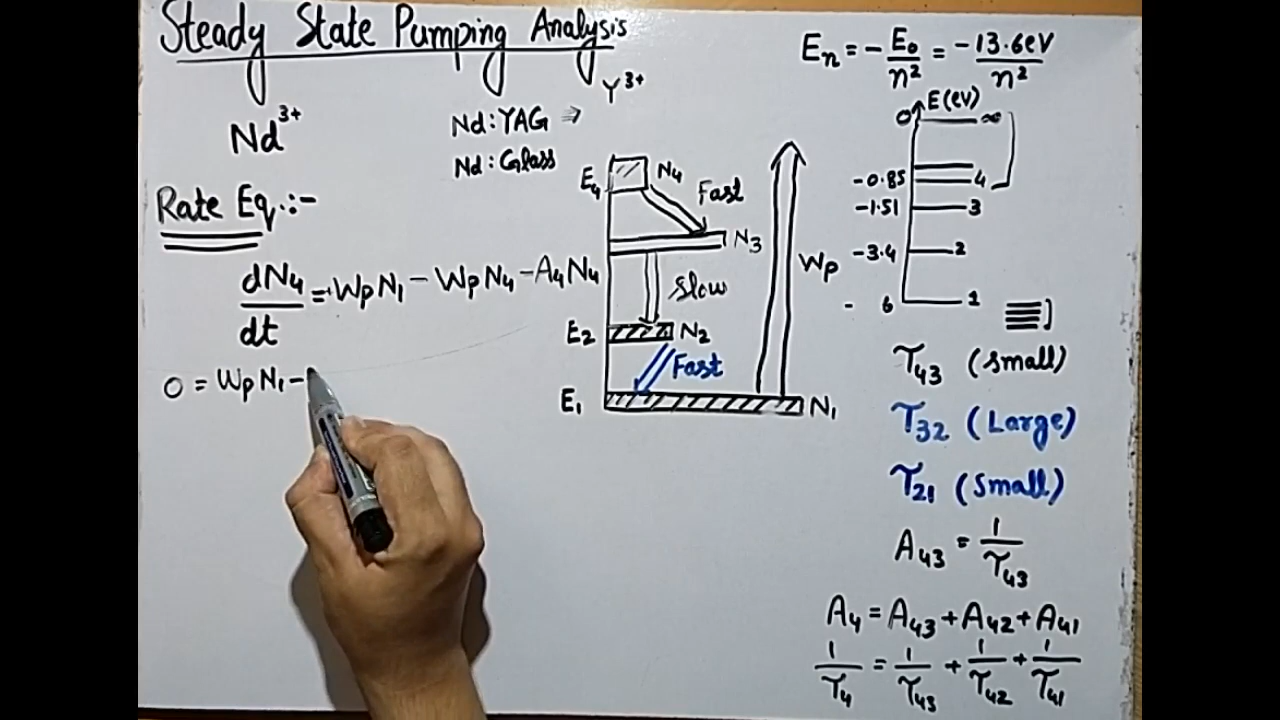 Steady State Pumping Analysis
Nd³⁺
Y³⁺
Nd:YAG ⇒
Nd:Glass
Rate Eq.:-
dN₄/dt = WpN₁ - WpN₄ - A₄N₄
0 = WpN₁ -
E₄ N₄
Fast
N₃
Slow
Wp
E₂ N₂
Fast
E₁ N₁
Eₙ = -E₀/n² = -13.6eV/n²
E(eV)
0 ∞
-0.85 4
-1.51 3
-3.4 2
- 6 1
τ₄₃ (Small)
τ₃₂ (Large)
τ₂₁ (Small)
A₄₃ = 1/τ₄₃
A₄ = A₄₃ + A₄₂ + A₄₁
1/τ₄ = 1/τ₄₃ + 1/τ₄₂ + 1/τ₄₁